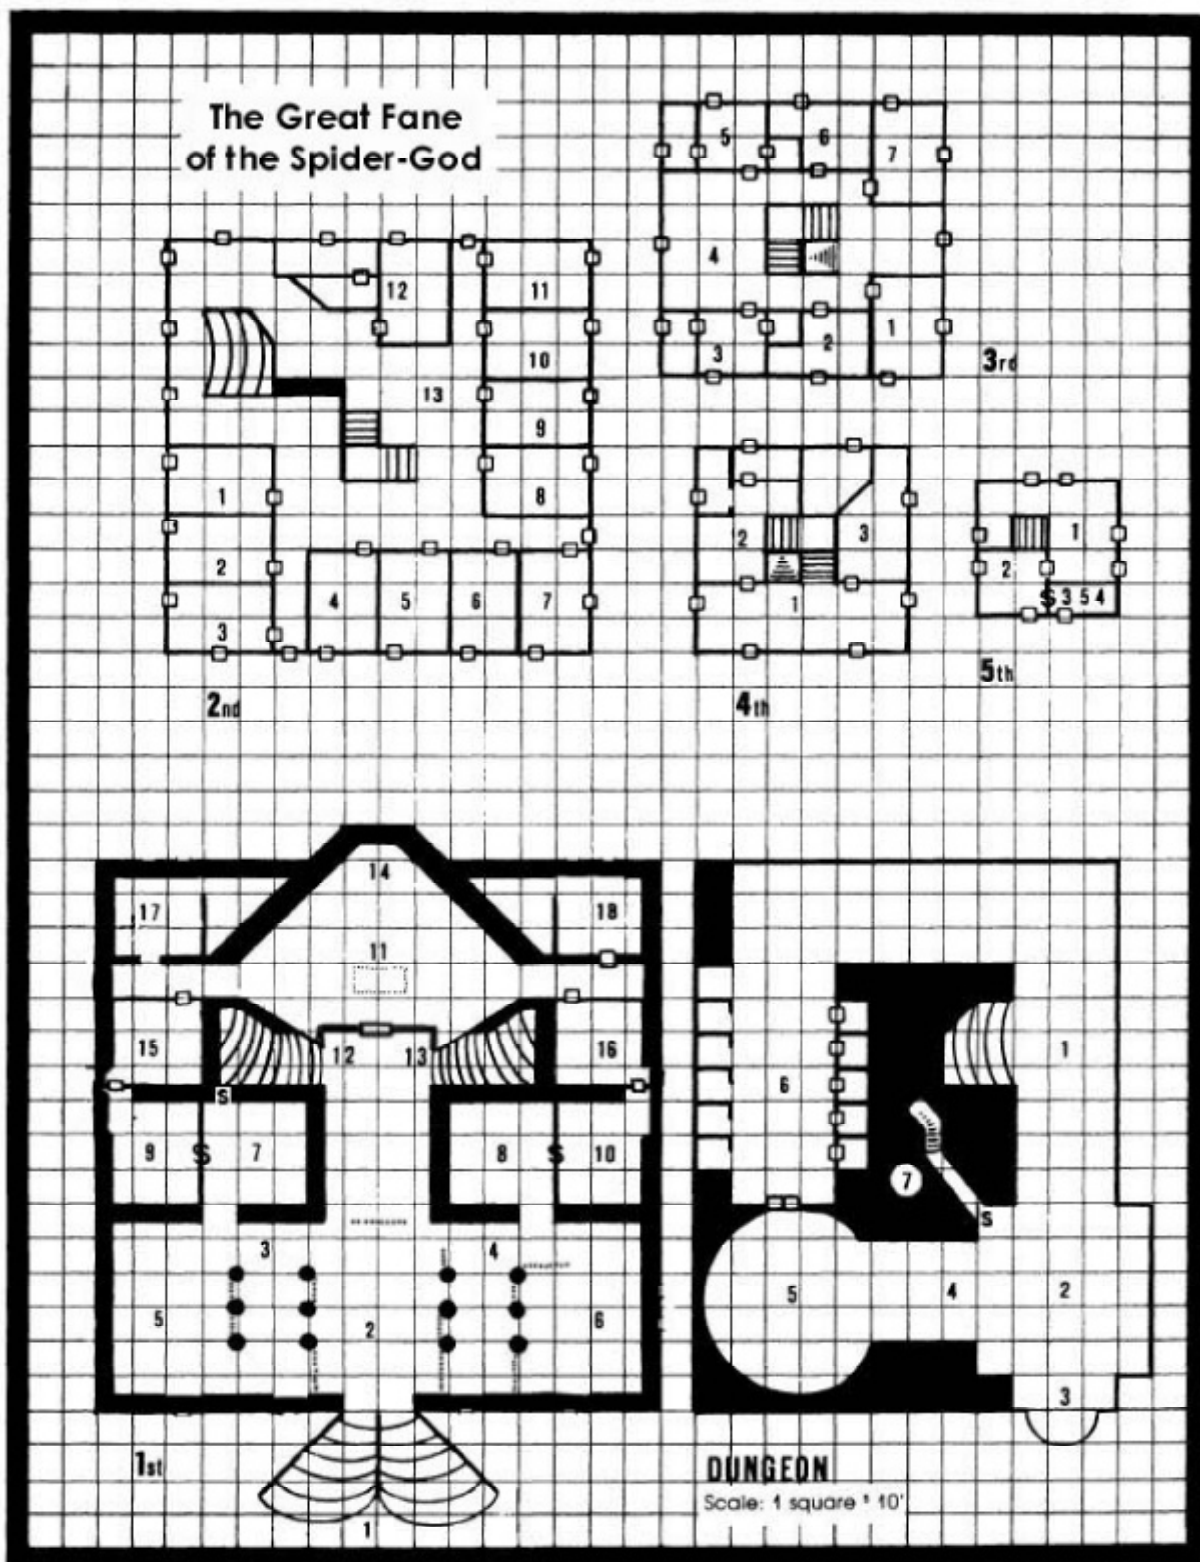 The Great Fane
of the Spider-God
5 6 7
4
3 2 1
3rd
12 11
10
13
9
1 8
2
4 5 6 7
3
2nd
2 3
1
4th
1
2
S 3 5 4
5th
14
17 18
11
15 12 13 16
S
9 S 7 8 S 10
3 4
5 2 6
1st
1
1
6
7
S
5 4 2
3
DUNGEON
Scale: 1 square = 10'